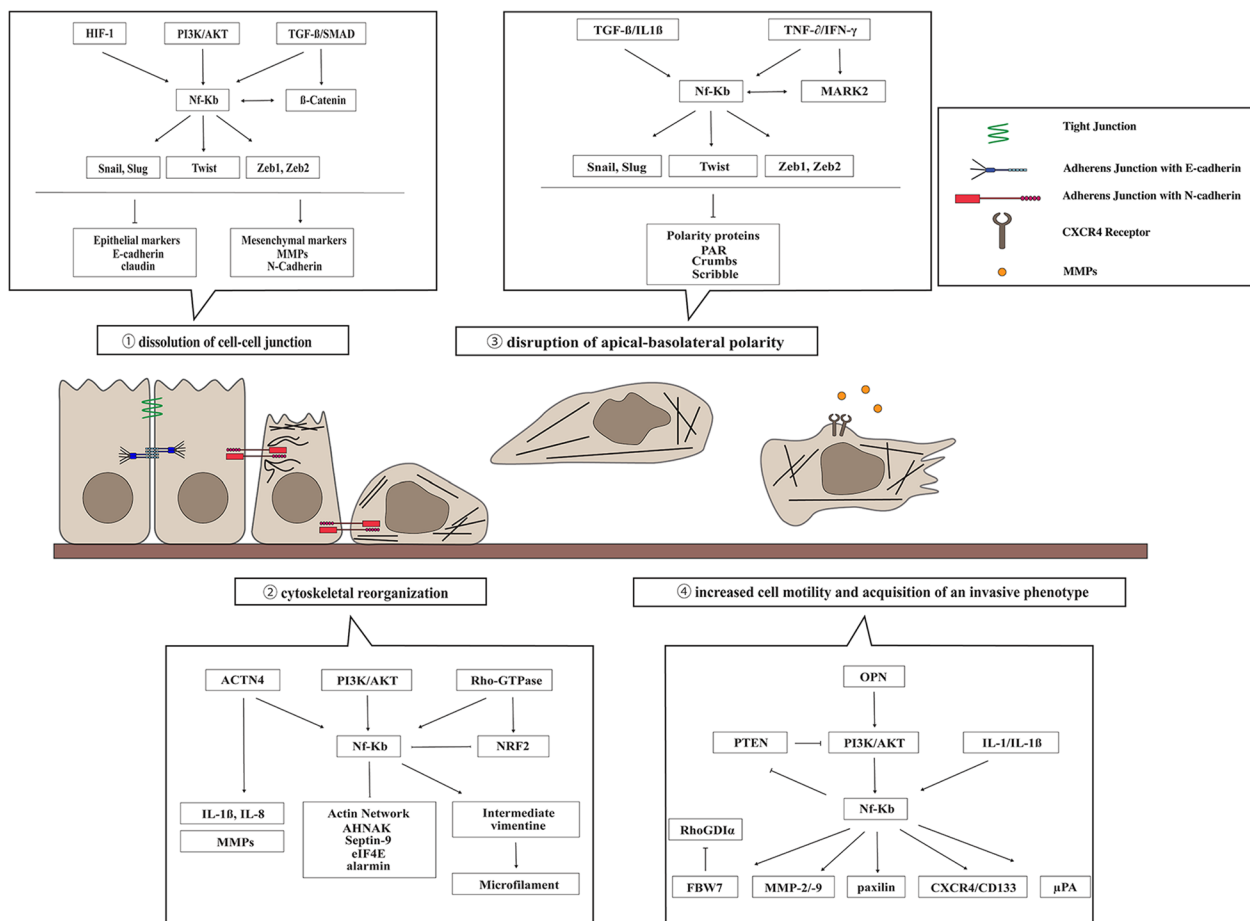 HIF-1
PI3K/AKT
TGF-ß/SMAD
Nf-Kb
ß-Catenin
Snail, Slug
Twist
Zeb1, Zeb2
Epithelial markers
E-cadherin
claudin
Mesenchymal markers
MMPs
N-Cadherin
① dissolution of cell-cell junction
TGF-ß/IL1ß
TNF-∂/IFN-γ
Nf-Kb
MARK2
Snail, Slug
Twist
Zeb1, Zeb2
Polarity proteins
PAR
Crumbs
Scribble
③ disruption of apical-basolateral polarity
Tight Junction
Adherens Junction with E-cadherin
Adherens Junction with N-cadherin
CXCR4 Receptor
MMPs
② cytoskeletal reorganization
ACTN4
PI3K/AKT
Rho-GTPase
Nf-Kb
NRF2
IL-1ß, IL-8
MMPs
Actin Network
AHNAK
Septin-9
eIF4E
alarmin
Intermediate
vimentine
Microfilament
④ increased cell motility and acquisition of an invasive phenotype
OPN
PTEN
PI3K/AKT
IL-1/IL-1ß
Nf-Kb
RhoGDIα
FBW7
MMP-2/-9
paxilin
CXCR4/CD133
µPA